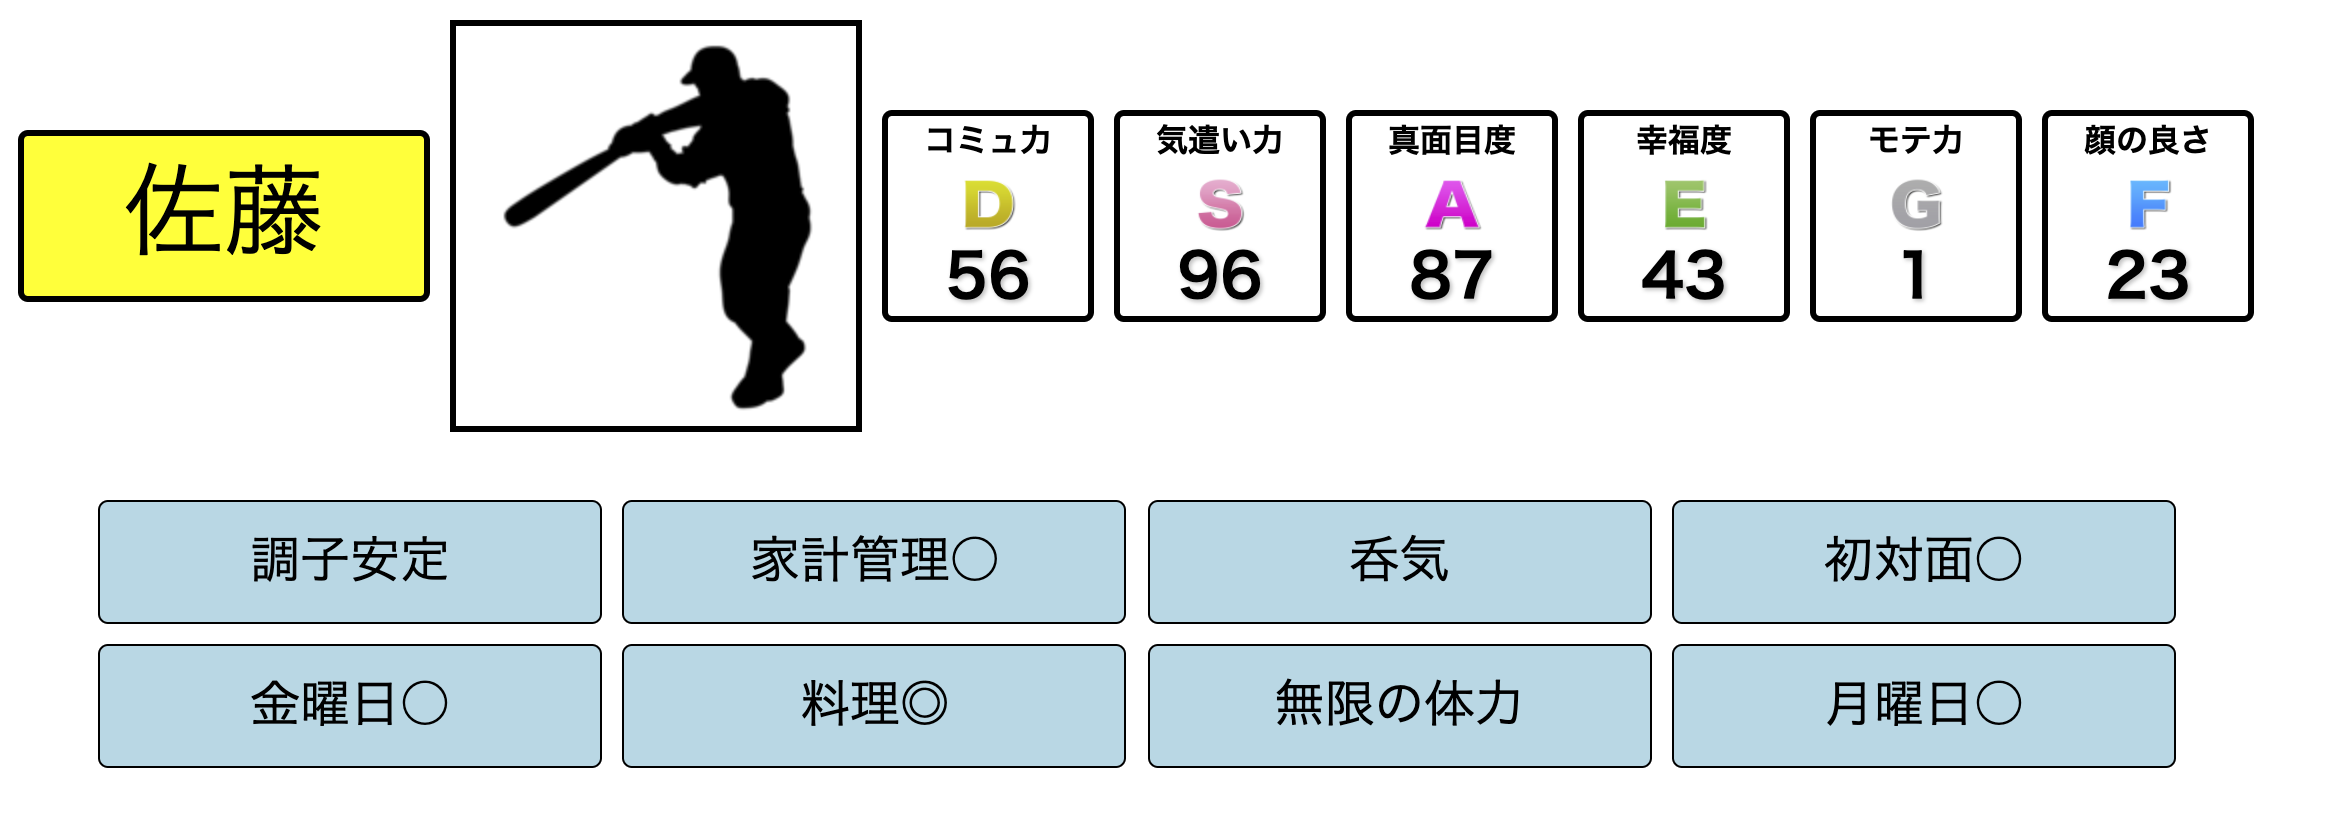 佐藤
コミュ力
D
56
気遣い力
S
96
真面目度
A
87
幸福度
E
43
モテ力
G
1
顔の良さ
F
23
調子安定
家計管理○
呑気
初対面○
金曜日○
料理◎
無限の体力
月曜日○